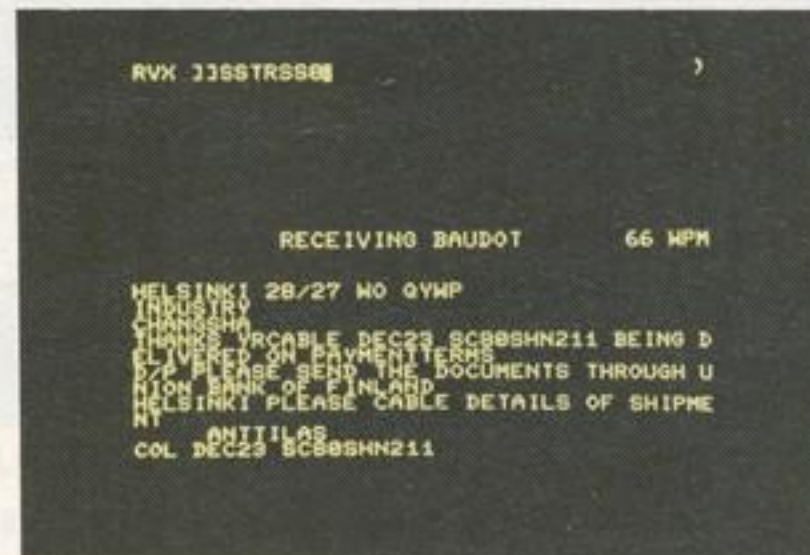 RVX JJSSTRSS0 )
RECEIVING BAUDOT 66 WPM
HELSINKI 28/27 WO QYWP
INDUSTRY
CHANGSHA
THANKS YRCABLE DEC23 SC80SHN211 BEING D
ELIVERED ON PAYMENTTERMS
D/P PLEASE SEND THE DOCUMENTS THROUGH U
NION BANK OF FINLAND
HELSINKI PLEASE CABLE DETAILS OF SHIPME
NT
ANTTILAS
COL DEC23 SC80SHN211